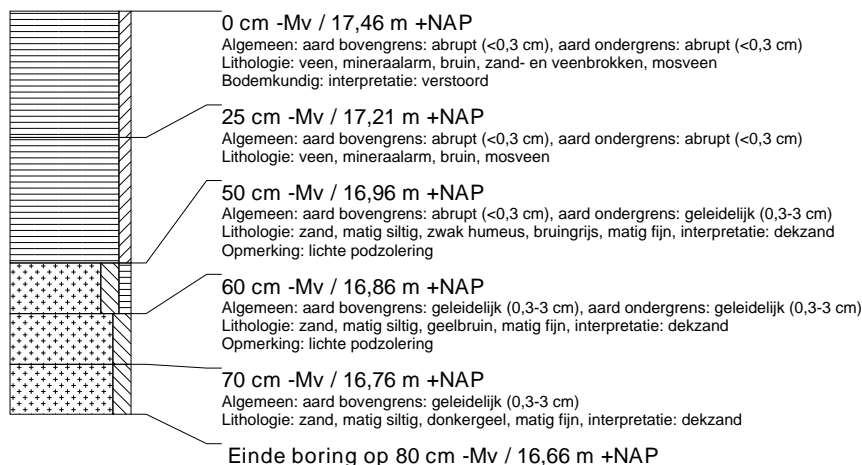 0 cm -Mv / 17,46 m +NAP
Algemeen: aard bovengrens: abrupt (<0,3 cm), aard ondergrens: abrupt (<0,3 cm)
Lithologie: veen, mineraalarm, bruin, zand- en veenbrokken, mosveen
Bodemkundig: interpretatie: verstoord
25 cm -Mv / 17,21 m +NAP
Algemeen: aard bovengrens: abrupt (<0,3 cm), aard ondergrens: abrupt (<0,3 cm)
Lithologie: veen, mineraalarm, bruin, mosveen
50 cm -Mv / 16,96 m +NAP
Algemeen: aard bovengrens: abrupt (<0,3 cm), aard ondergrens: geleidelijk (0,3-3 cm)
Lithologie: zand, matig siltig, zwak humeus, bruingrijs, matig fijn, interpretatie: dekzand
Opmerking: lichte podzolering
60 cm -Mv / 16,86 m +NAP
Algemeen: aard bovengrens: geleidelijk (0,3-3 cm), aard ondergrens: geleidelijk (0,3-3 cm)
Lithologie: zand, matig siltig, geelbruin, matig fijn, interpretatie: dekzand
Opmerking: lichte podzolering
70 cm -Mv / 16,76 m +NAP
Algemeen: aard bovengrens: geleidelijk (0,3-3 cm)
Lithologie: zand, matig siltig, donkergeel, matig fijn, interpretatie: dekzand
Einde boring op 80 cm -Mv / 16,66 m +NAP